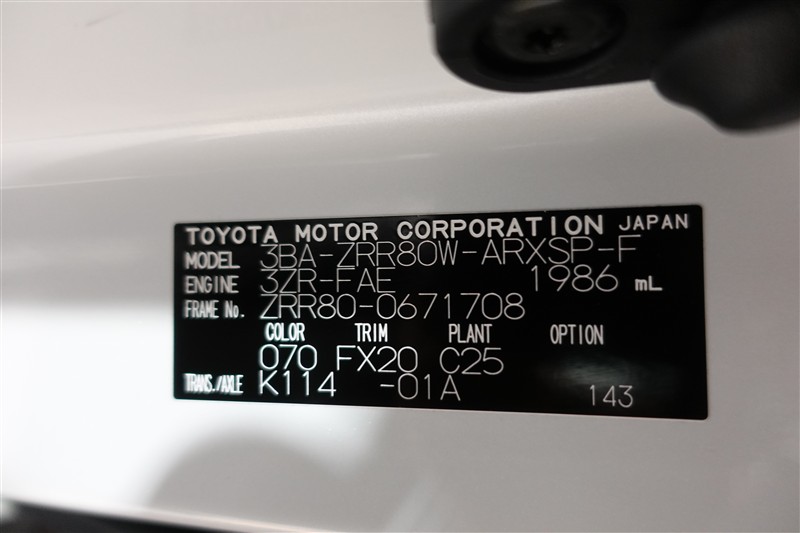 TOYOTA MOTOR CORPORATION JAPAN
MODEL 3BA-ZRR80W-ARXSP-F
ENGINE 3ZR-FAE 1986 mL
FRAME No. ZRR80-0671708
COLOR TRIM PLANT OPTION
070 FX20 C25
TRANS./AXLE K114 -01A 143